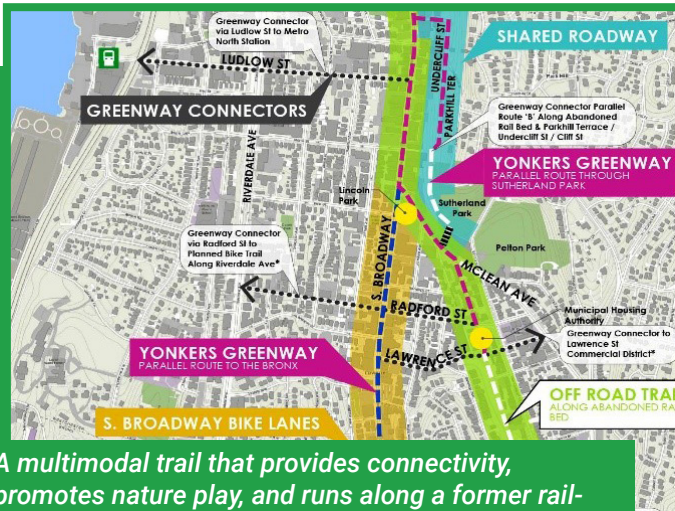 Greenway Connector
via Ludlow St to Metro
North Station
LUDLOW ST
GREENWAY CONNECTORS
RIVERDALE AVE
UNDERCLIFF ST
PARKHILL TER
SHARED ROADWAY
Greenway Connector Parallel
Route 'B' Along Abandoned
Rail Bed & Parkhill Terrace /
Undercliff St / Cliff St
YONKERS GREENWAY
PARALLEL ROUTE THROUGH
SUTHERLAND PARK
Lincoln
Park
Sutherland
Park
Pelton Park
Greenway Connector
via Radford St to
Planned Bike Trail
Along Riverdale Ave*
S. BROADWAY
MCLEAN AVE
RADFORD ST
Municipal Housing
Authority
Greenway Connector to
Lawrence St
Commercial District*
LAWRENCE ST
YONKERS GREENWAY
PARALLEL ROUTE TO THE BRONX
OFF ROAD TRA
ALONG ABANDONED RA
BED
S. BROADWAY BIKE LANES
A multimodal trail that provides connectivity,
promotes nature play, and runs along a former rail-